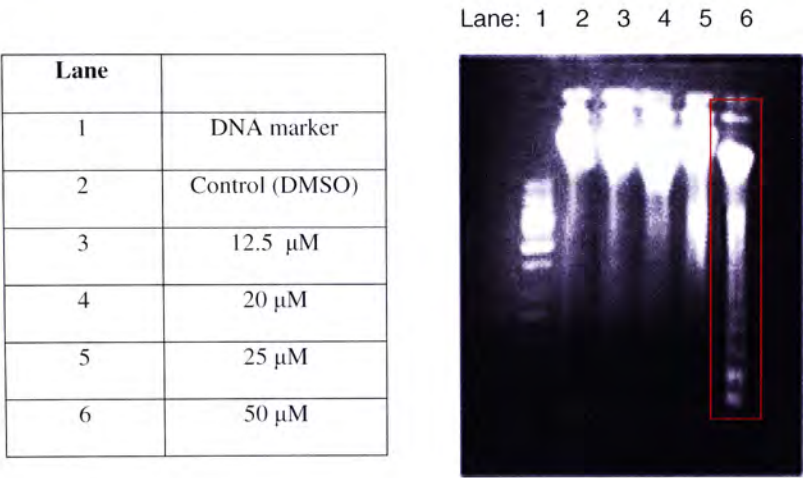 Lane: 1 2 3 4 5 6
Lane
1 DNA marker
2 Control (DMSO)
3 12.5 μM
4 20 μM
5 25 μM
6 50 μM